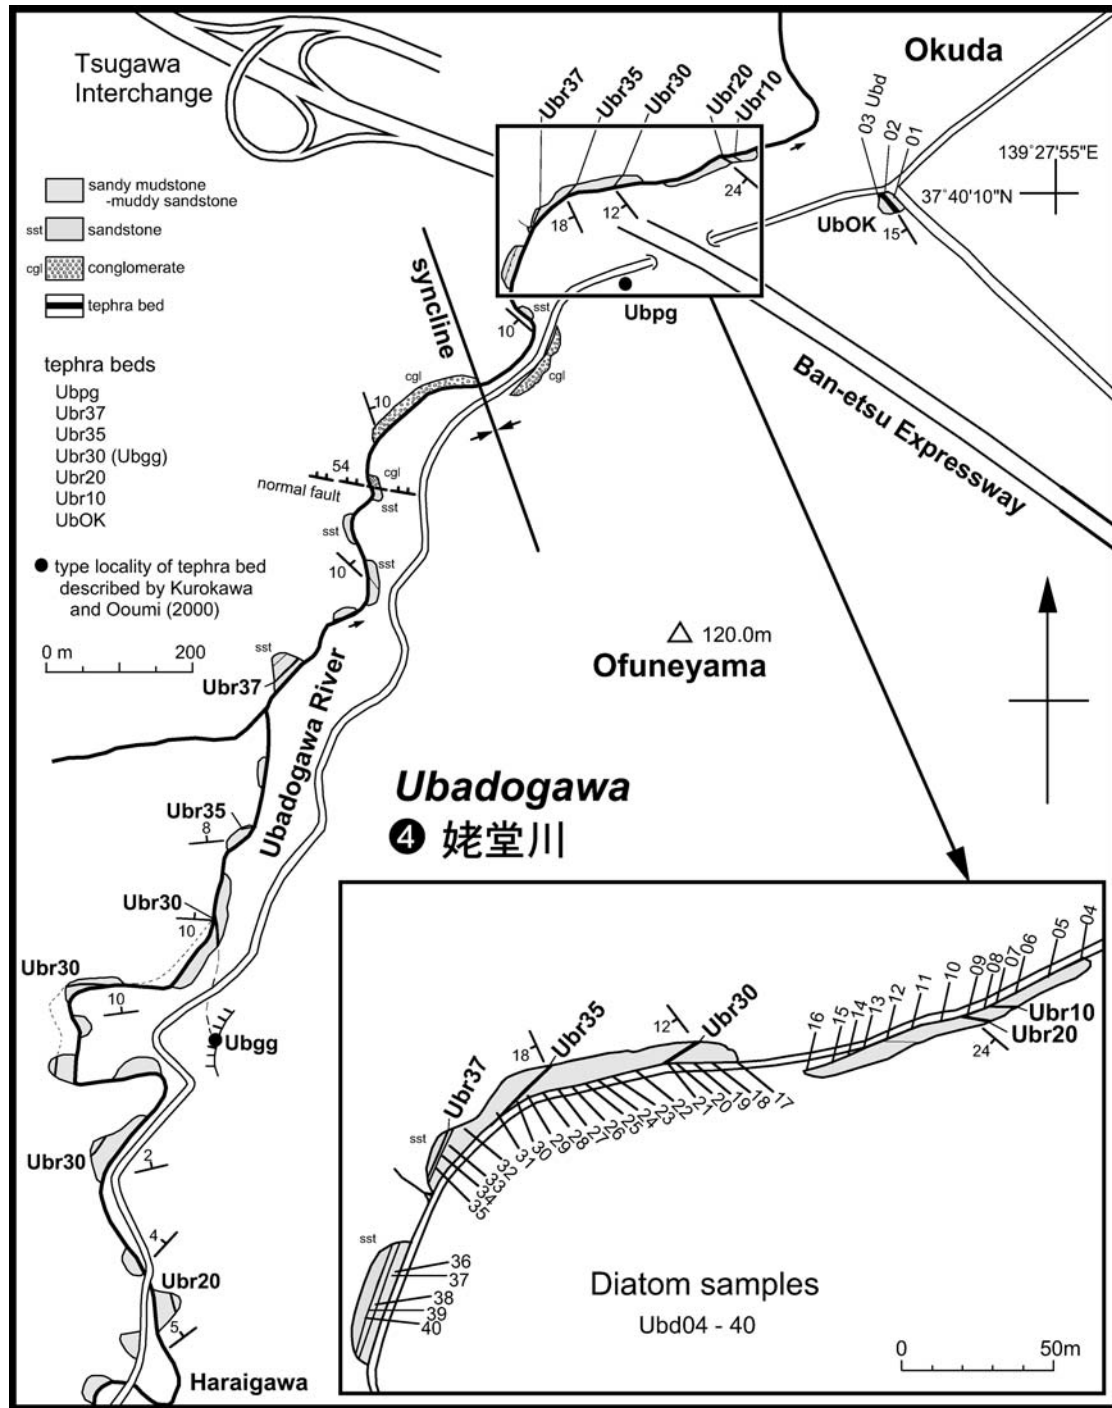 Tsugawa
Interchange
Okuda
Ubr37
Ubr35
Ubr30
Ubr20
Ubr10
03 Ubd
02
01
139°27'55"E
37°40'10"N
UbOK
15
24
12
18
sandy mudstone
-muddy sandstone
sst
sandstone
cgl
conglomerate
tephra bed
syncline
sst
10
Ubpg
cgl
cgl
10
Ban-etsu Expressway
tephra beds
Ubpg
Ubr37
Ubr35
Ubr30 (Ubgg)
Ubr20
Ubr10
UbOK
54
normal fault
cgl
sst
sst
sst
10
type locality of tephra bed
described by Kurokawa
and Ooumi (2000)
0 m
200
120.0m
Ofuneyama
sst
Ubr37
Ubadogawa River
Ubadogawa
❹ 姥堂川
Ubr35
8
Ubr30
10
Ubr30
10
Ubgg
Ubr30
2
4
Ubr20
5
Haraigawa
04
05
06
07
08
09
10
11
12
13
14
15
16
Ubr10
Ubr20
24
Ubr30
12
Ubr35
18
Ubr37
sst
17
18
19
20
21
22
23
24
25
26
27
28
29
30
31
32
33
34
35
sst
36
37
38
39
40
Diatom samples
Ubd04 - 40
0
50m